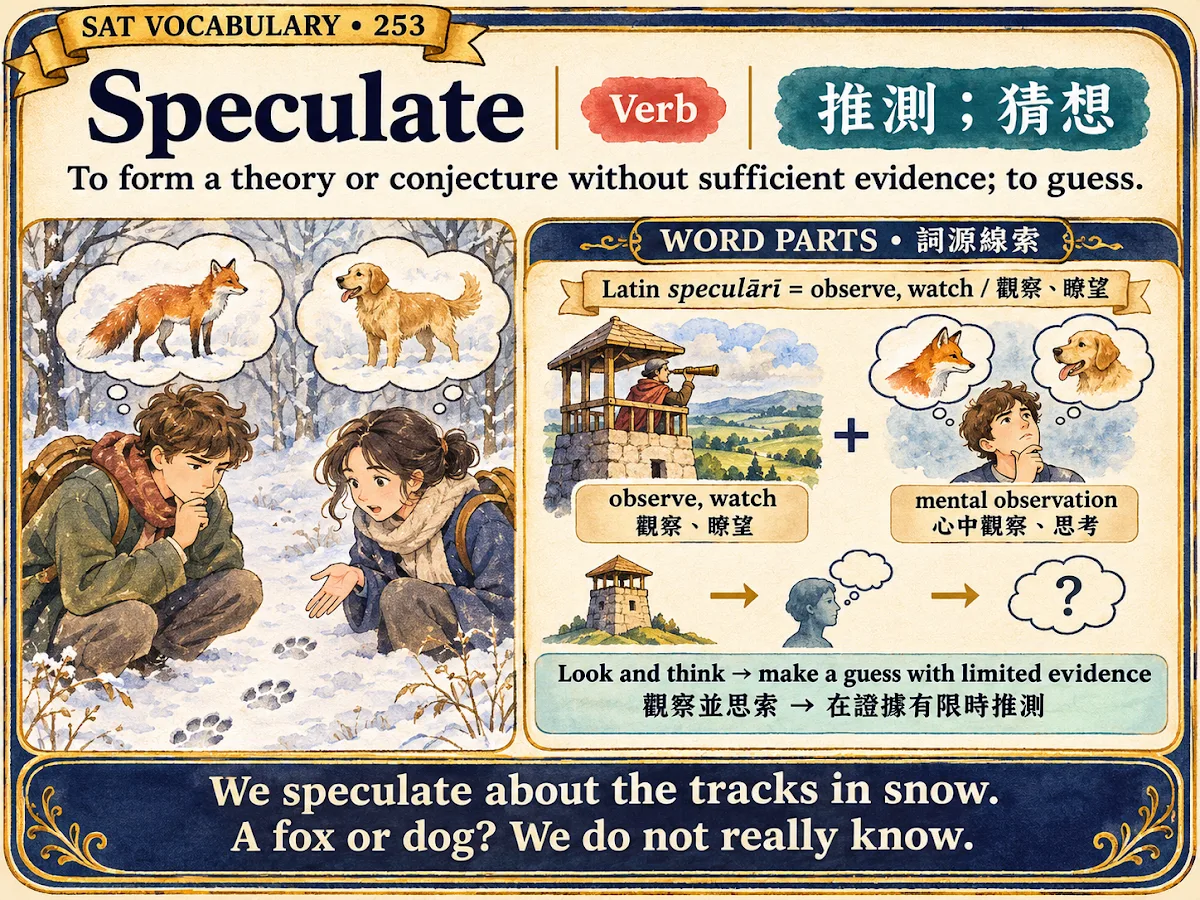 SAT VOCABULARY • 253
Speculate
Verb
推測；猜想
To form a theory or conjecture without sufficient evidence; to guess.
WORD PARTS • 詞源線索
Latin speculārī = observe, watch / 觀察、瞭望
+
observe, watch
觀察、瞭望
mental observation
心中觀察、思考
→ →
?
Look and think → make a guess with limited evidence
觀察並思索 → 在證據有限時推測
We speculate about the tracks in snow.
A fox or dog? We do not really know.